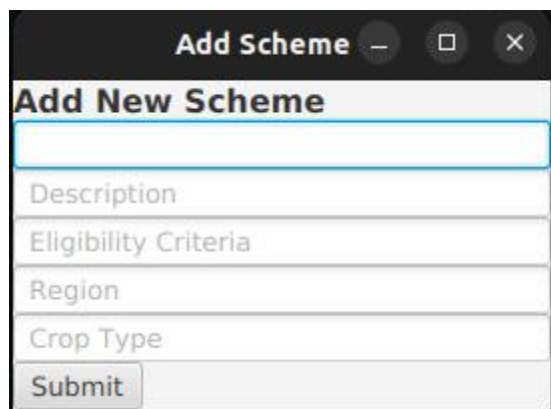 Add Scheme
Add New Scheme
Description
Eligibility Criteria
Region
Crop Type
Submit